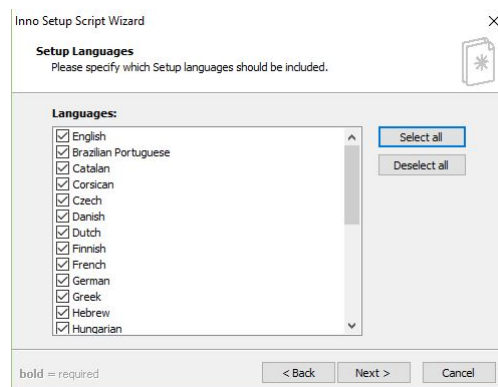 Inno Setup Script Wizard
Setup Languages
Please specify which Setup languages should be included.
Languages:
English
Brazilian Portuguese
Catalan
Corsican
Czech
Danish
Dutch
Finnish
French
German
Greek
Hebrew
Hungarian
Select all
Deselect all
bold = required
< Back
Next >
Cancel